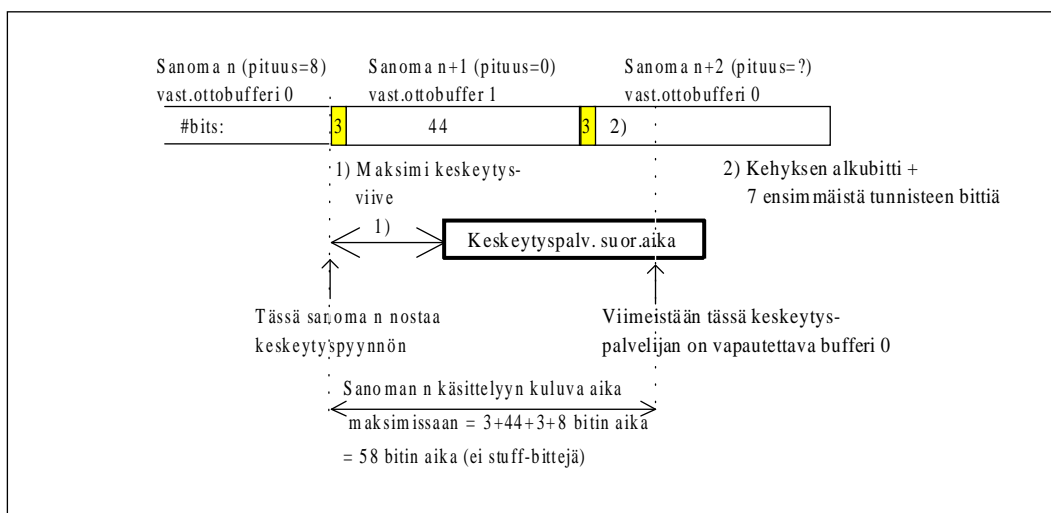 Sanoma n (pituus=8)
vast.ottobufferi 0
Sanoma n+1 (pituus=0)
vast.ottobuffer 1
Sanoma n+2 (pituus=?)
vast.ottobufferi 0
#bits:
3
44
3
2)
1) Maksimi keskeytys-
viive
1)
2) Kehyksen alkubitti +
7 ensimmäistä tunnisteen bittiä
Keskeytyspalv. suor.aika
Tässä sanoma n nostaa
keskeytyspyynnön
Viimeistään tässä keskeytys-
palvelijan on vapautettava bufferi 0
Sanoman n käsittelyyn kuluva aika
maksimissaan = 3+44+3+8 bitin aika
= 58 bitin aika (ei stuff-bittejä)